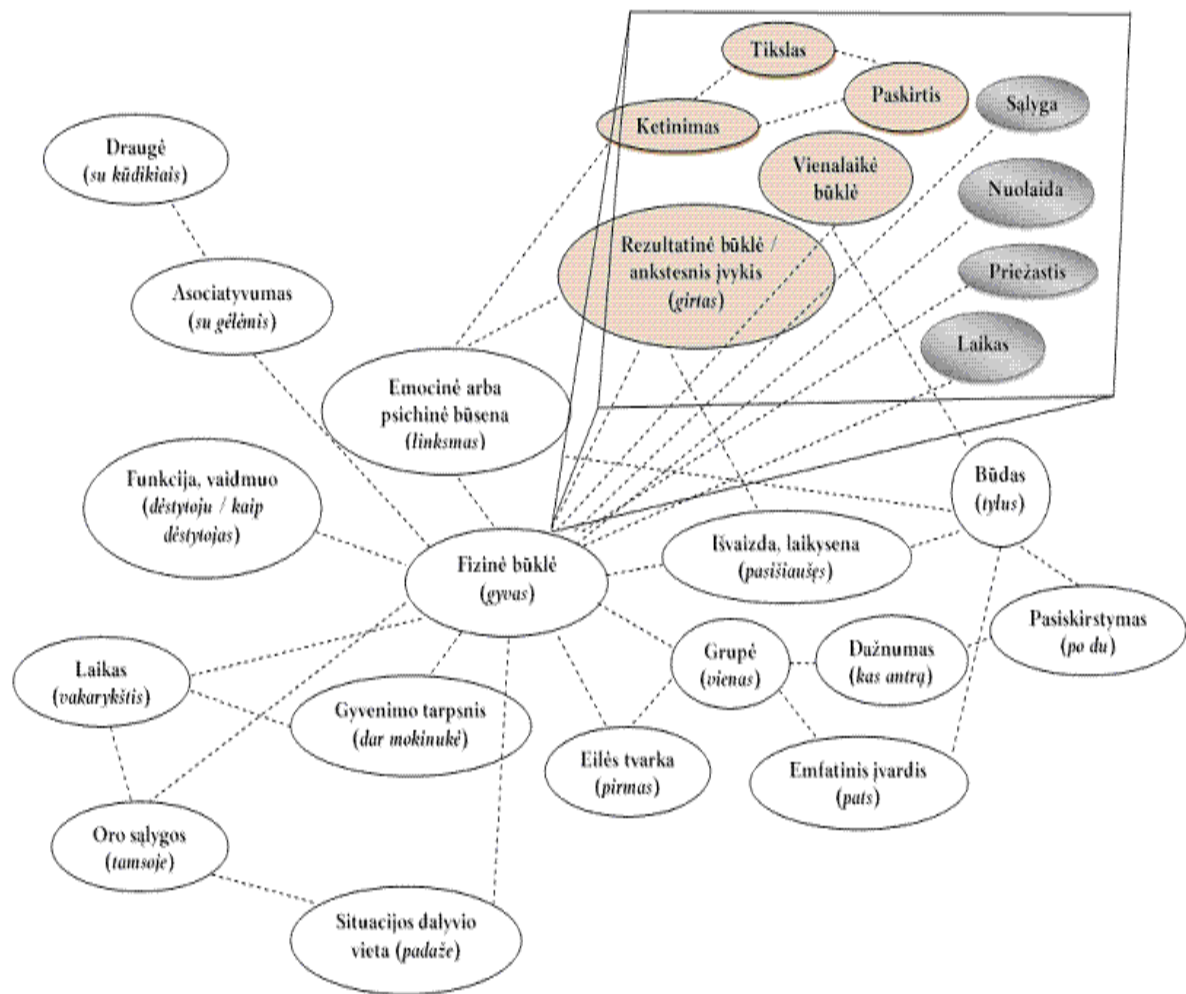 Tikslas
Paskirtis
Sąlyga
Ketinimas
Draugė
(su kūdikiais)
Vienalaikė
būklė
Nuolaida
Rezultatinė būklė /
ankstesnis įvykis
(girtas)
Priežastis
Asociatyvumas
(su gėlėmis)
Laikas
Emocinė arba
psichinė būsena
(linksmas)
Funkcija, vaidmuo
(dėstytoju / kaip
dėstytojas)
Būdas
(tylus)
Išvaizda, laikysena
(pasišiaušęs)
Fizinė būklė
(gyvas)
Pasiskirstymas
(po du)
Grupė
(vienas)
Dažnumas
(kas antrą)
Laikas
(vakarykštis)
Gyvenimo tarpsnis
(dar mokinukė)
Eilės tvarka
(pirmas)
Emfatinis įvardis
(pats)
Oro sąlygos
(tamsoje)
Situacijos dalyvio
vieta (padaže)